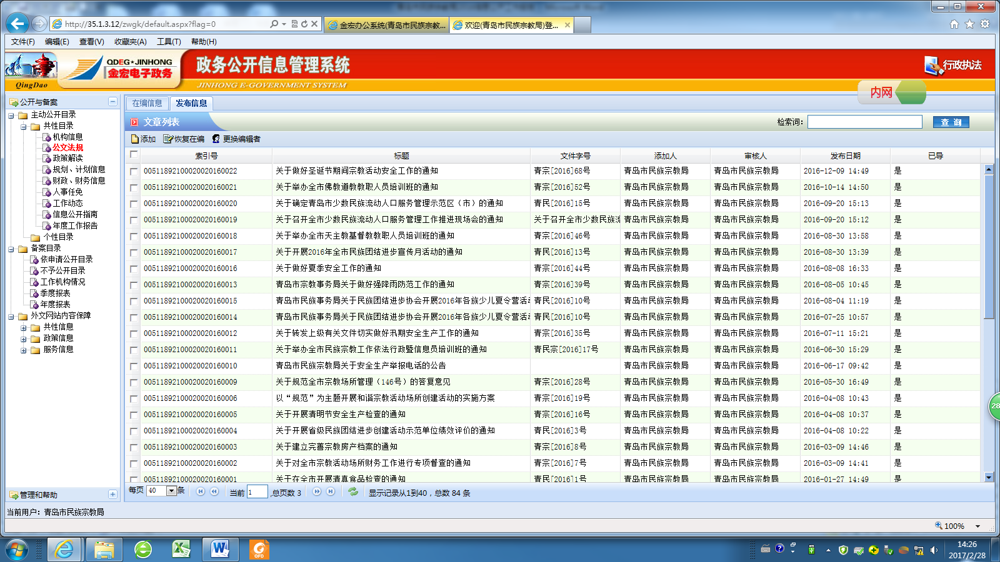 http://35.1.3.12/zwgk/default.aspx?flag=0
金宏办公系统(青岛市民族宗教...
欢迎(青岛市民族宗教局)登...
文件(F) 编辑(E) 查看(V) 收藏夹(A) 工具(T) 帮助(H)
QingDao
QDEG★JINHONG
金宏电子政务
政务公开信息管理系统
JINHONG E-GOVERNMENT SYSTEM
行政执法
内网
公开与备案
主动公开目录
共性目录
机构信息
公文法规
政策解读
规划、计划信息
财政、财务信息
人事任免
工作动态
信息公开指南
年度工作报告
个性目录
备案目录
依申请公开目录
不予公开目录
工作机构情况
季度报表
年度报表
外文网站内容保障
共性信息
政策信息
服务信息
管理和帮助
在编信息 发布信息
文章列表
检索词: 查 询
添加 恢复在编 更换编辑者
索引号 标题 文件字号 添加人 审核人 发布日期 已导
00511892100020020160022 关于做好圣诞节期间宗教活动安全工作的通知 青宗[2016]68号 青岛市民族宗教局 青岛市民族宗教局 2016-12-09 14:49 是
00511892100020020160021 关于举办全市佛教道教教职人员培训班的通知 青宗[2016]52号 青岛市民族宗教局 青岛市民族宗教局 2016-10-14 14:50 是
00511892100020020160020 关于确定青岛市少数民族流动人口服务管理示范区（市）的通知 青民[2016]15号 青岛市民族宗教局 青岛市民族宗教局 2016-09-20 15:13 是
00511892100020020160019 关于召开全市少数民族流动人口服务管理工作推进现场会的通知 关于召开全市少数民族流 青岛市民族宗教局 青岛市民族宗教局 2016-09-20 15:12 是
00511892100020020160018 关于举办全市天主教基督教教职人员培训班的通知 青宗[2016]46号 青岛市民族宗教局 青岛市民族宗教局 2016-08-30 13:58 是
00511892100020020160017 关于开展2016年全市民族团结进步宣传月活动的通知 青民[2016]13号 青岛市民族宗教局 青岛市民族宗教局 2016-08-30 13:39 是
00511892100020020160016 关于做好夏季安全工作的通知 青宗[2016]44号 青岛市民族宗教局 青岛市民族宗教局 2016-08-08 16:33 是
00511892100020020160013 青岛市宗教事务局关于做好强降雨防范工作的通知 青宗[2016]39号 青岛市民族宗教局 青岛市民族宗教局 2016-08-05 10:45 是
00511892100020020160015 青岛市民族事务局关于民族团结进步协会开展2016年各族少儿夏令营活动 青民[2016]10号 青岛市民族宗教局 青岛市民族宗教局 2016-08-04 11:19 是
00511892100020020160014 青岛市民族事务局关于民族团结进步协会开展2016年各族少儿夏令营活动 青民[2016]10号 青岛市民族宗教局 青岛市民族宗教局 2016-07-25 10:57 是
00511892100020020160012 关于转发上级有关文件切实做好汛期安全生产工作的通知 青宗[2016]35号 青岛市民族宗教局 青岛市民族宗教局 2016-07-11 15:21 是
00511892100020020160011 关于举办全市民族宗教工作依法行政暨信息员培训班的通知 青民宗[2016]17号 青岛市民族宗教局 青岛市民族宗教局 2016-06-30 15:29 是
00511892100020020160010 青岛市民族宗教局关于安全生产举报电话的公告 青岛市民族宗教局 青岛市民族宗教局 2016-06-17 09:42 是
00511892100020020160009 关于规范全市宗教场所管理（146号）的答复意见 青宗[2016]28号 青岛市民族宗教局 青岛市民族宗教局 2016-05-30 16:49 是
00511892100020020160006 以“规范”为主题开展和谐宗教活动场所创建活动的实施方案 青宗[2016]19号 青岛市民族宗教局 青岛市民族宗教局 2016-04-08 10:43 是
00511892100020020160005 关于开展清明节安全生产检查的通知 青宗[2016]16号 青岛市民族宗教局 青岛市民族宗教局 2016-04-08 10:37 是
00511892100020020160004 关于开展省级民族团结进步创建活动示范单位绩效评价的通知 青民[2016]3号 青岛市民族宗教局 青岛市民族宗教局 2016-04-08 10:22 是
00511892100020020160003 关于建立完善宗教房产档案的通知 青宗[2016]8号 青岛市民族宗教局 青岛市民族宗教局 2016-03-09 14:46 是
00511892100020020160002 关于对全市宗教活动场所财务工作进行专项督查的通知 青宗[2016]7号 青岛市民族宗教局 青岛市民族宗教局 2016-03-09 14:41 是
00511892100020020160001 关于在全市开展清真食品检查的通知 青民[2016]1号 青岛市民族宗教局 青岛市民族宗教局 2016-01-27 14:49 是
每页 40 条 当前 1 ,总页数 3 显示记录从1到40，总数 84 条
当前用户：青岛市民族宗教局
28
100%
14:26
2017/2/28